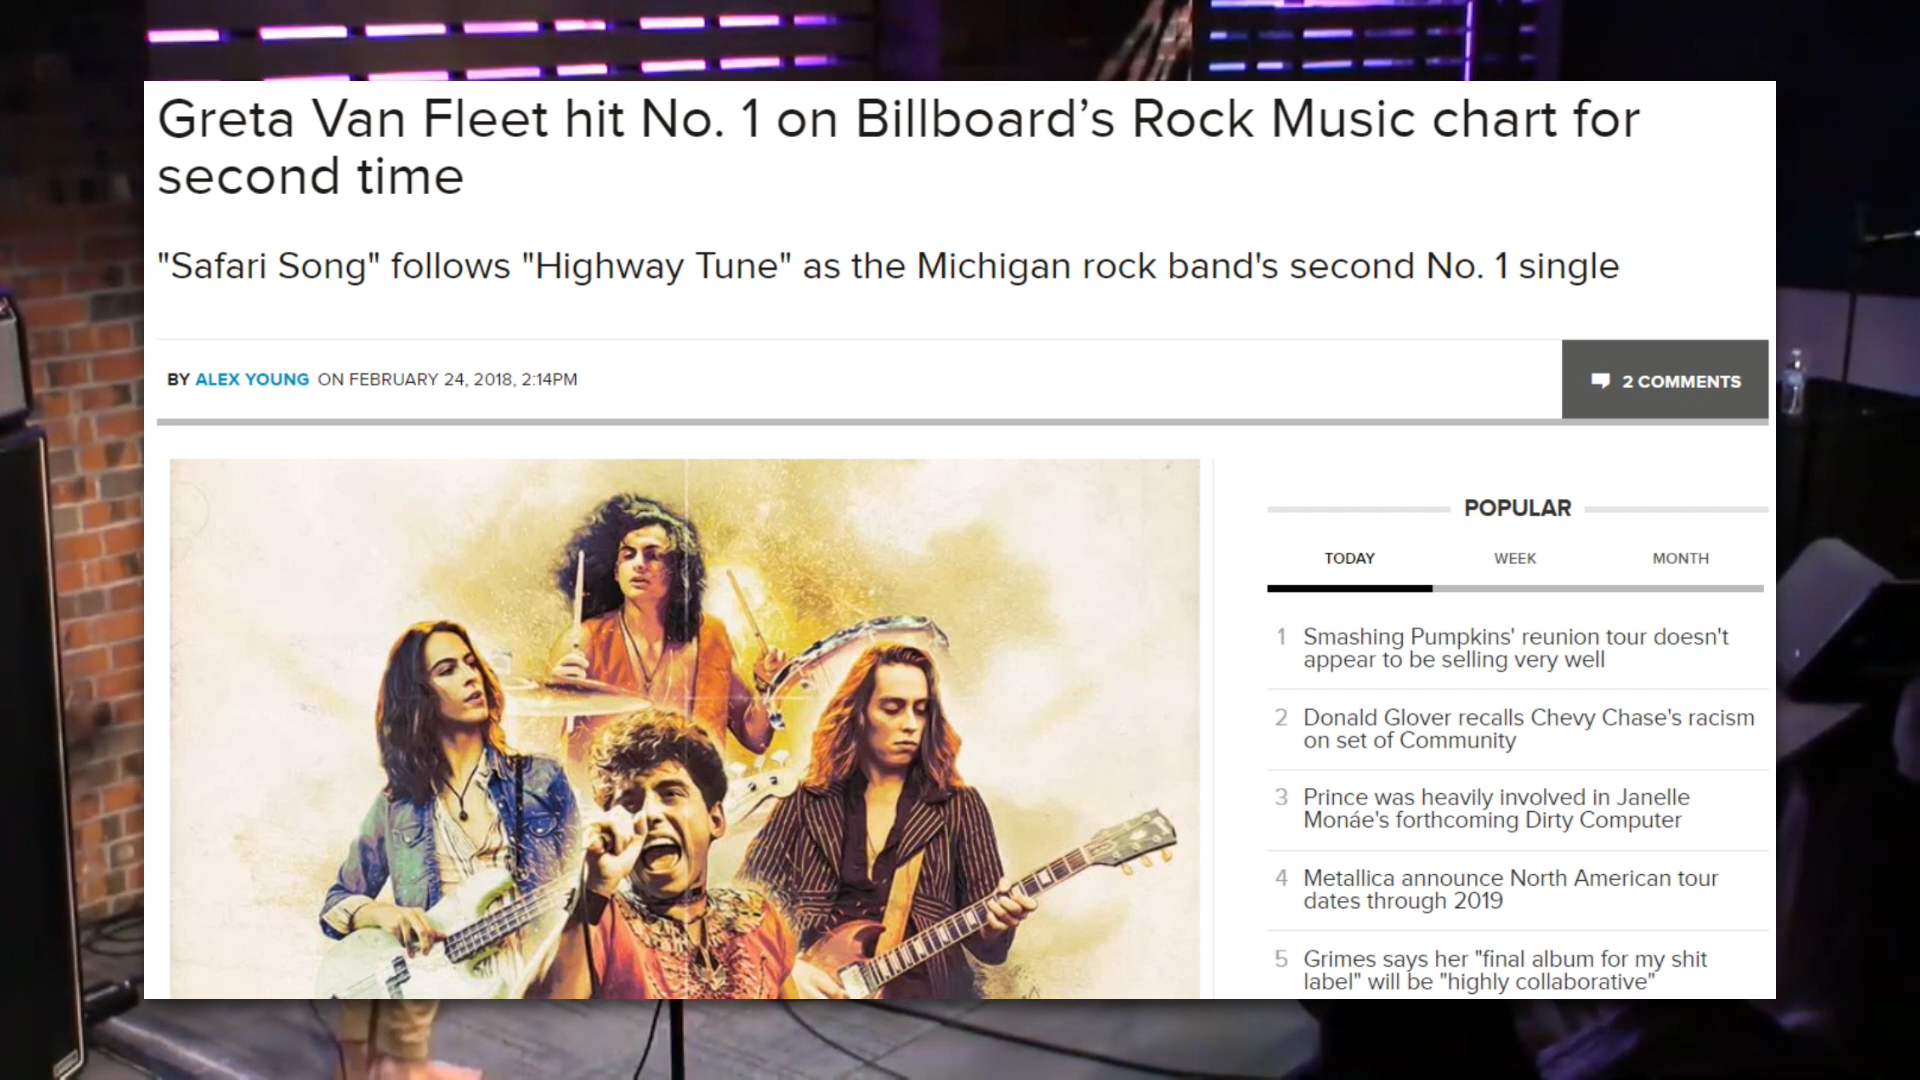 Greta Van Fleet hit No. 1 on Billboard’s Rock Music chart for
second time
"Safari Song" follows "Highway Tune" as the Michigan rock band's second No. 1 single
BY ALEX YOUNG ON FEBRUARY 24, 2018, 2:14PM
2 COMMENTS
POPULAR
TODAY WEEK MONTH
1 Smashing Pumpkins' reunion tour doesn't
appear to be selling very well
2 Donald Glover recalls Chevy Chase's racism
on set of Community
3 Prince was heavily involved in Janelle
Monáe's forthcoming Dirty Computer
4 Metallica announce North American tour
dates through 2019
5 Grimes says her "final album for my shit
label" will be "highly collaborative"